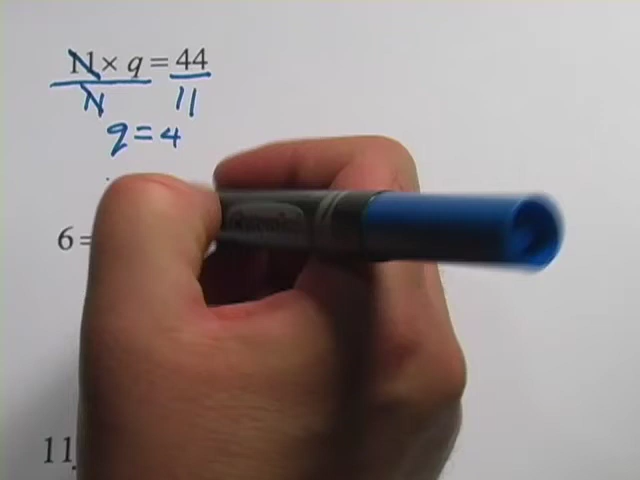 11 × q = 44
11 11
q = 4
6 =
11